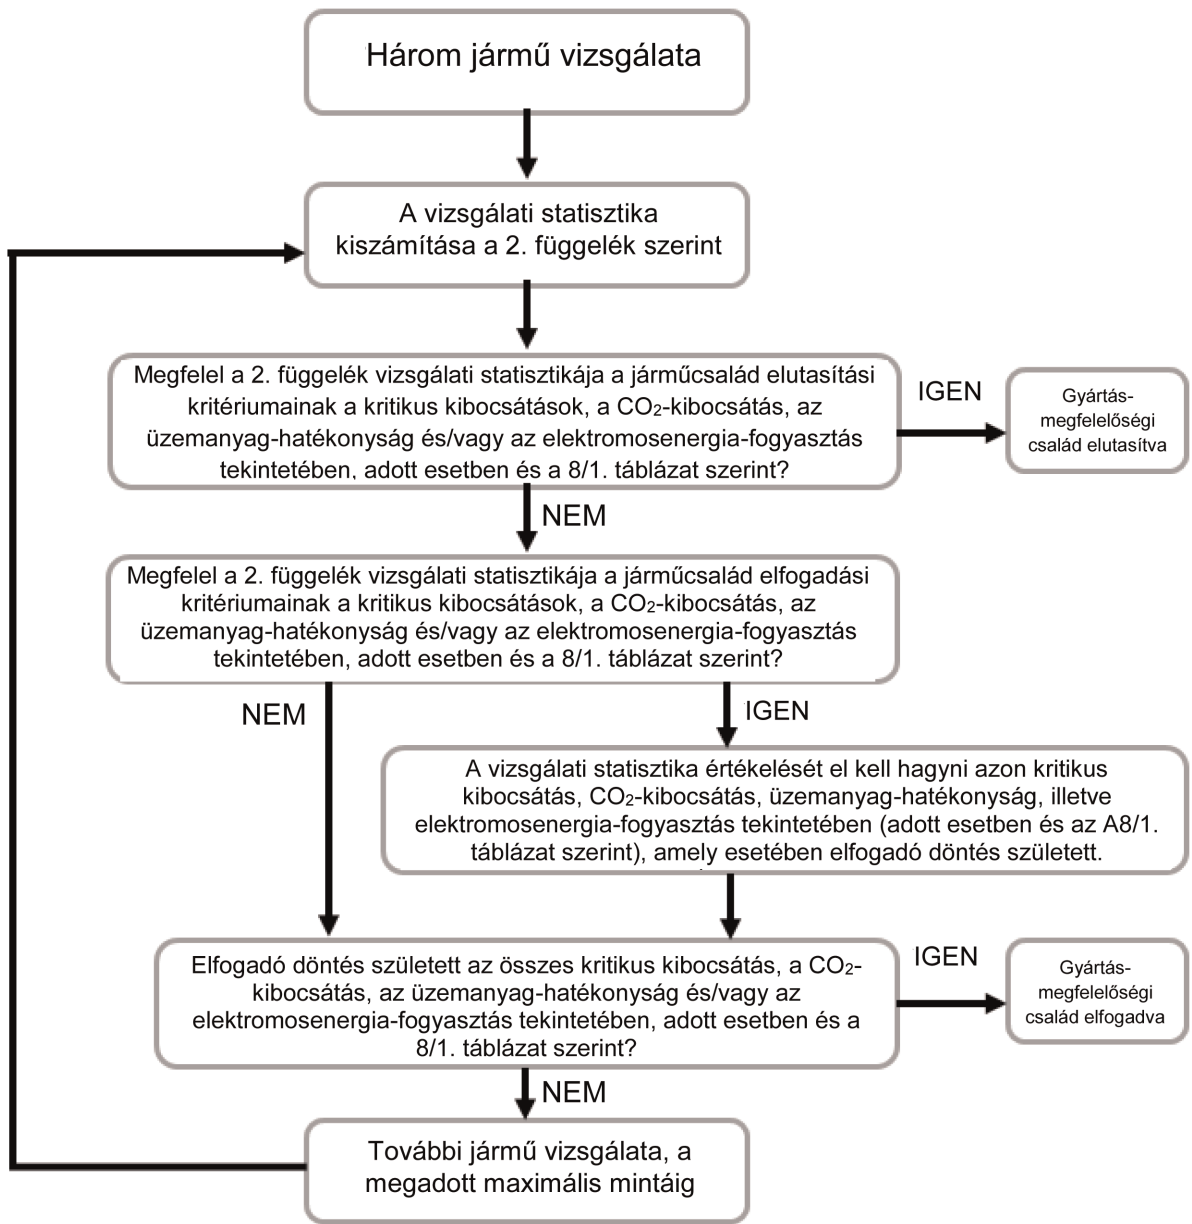 Három jármű vizsgálata
A vizsgálati statisztika
kiszámítása a 2. függelék szerint
Megfelel a 2. függelék vizsgálati statisztikája a járműcsalád elutasítási
kritériumainak a kritikus kibocsátások, a CO₂-kibocsátás, az
üzemanyag-hatékonyság és/vagy az elektromosenergia-fogyasztás
tekintetében, adott esetben és a 8/1. táblázat szerint?
IGEN
Gyártás-
megfelelőségi
család elutasítva
NEM
Megfelel a 2. függelék vizsgálati statisztikája a járműcsalád elfogadási
kritériumainak a kritikus kibocsátások, a CO₂-kibocsátás, az
üzemanyag-hatékonyság és/vagy az elektromosenergia-fogyasztás
tekintetében, adott esetben és a 8/1. táblázat szerint?
NEM
IGEN
A vizsgálati statisztika értékelését el kell hagyni azon kritikus
kibocsátás, CO₂-kibocsátás, üzemanyag-hatékonyság, illetve
elektromosenergia-fogyasztás tekintetében (adott esetben és az A8/1.
táblázat szerint), amely esetében elfogadó döntés született.
Elfogadó döntés született az összes kritikus kibocsátás, a CO₂-
kibocsátás, az üzemanyag-hatékonyság és/vagy az
elektromosenergia-fogyasztás tekintetében, adott esetben és a
8/1. táblázat szerint?
IGEN
Gyártás-
megfelelőségi
család elfogadva
NEM
További jármű vizsgálata, a
megadott maximális mintáig